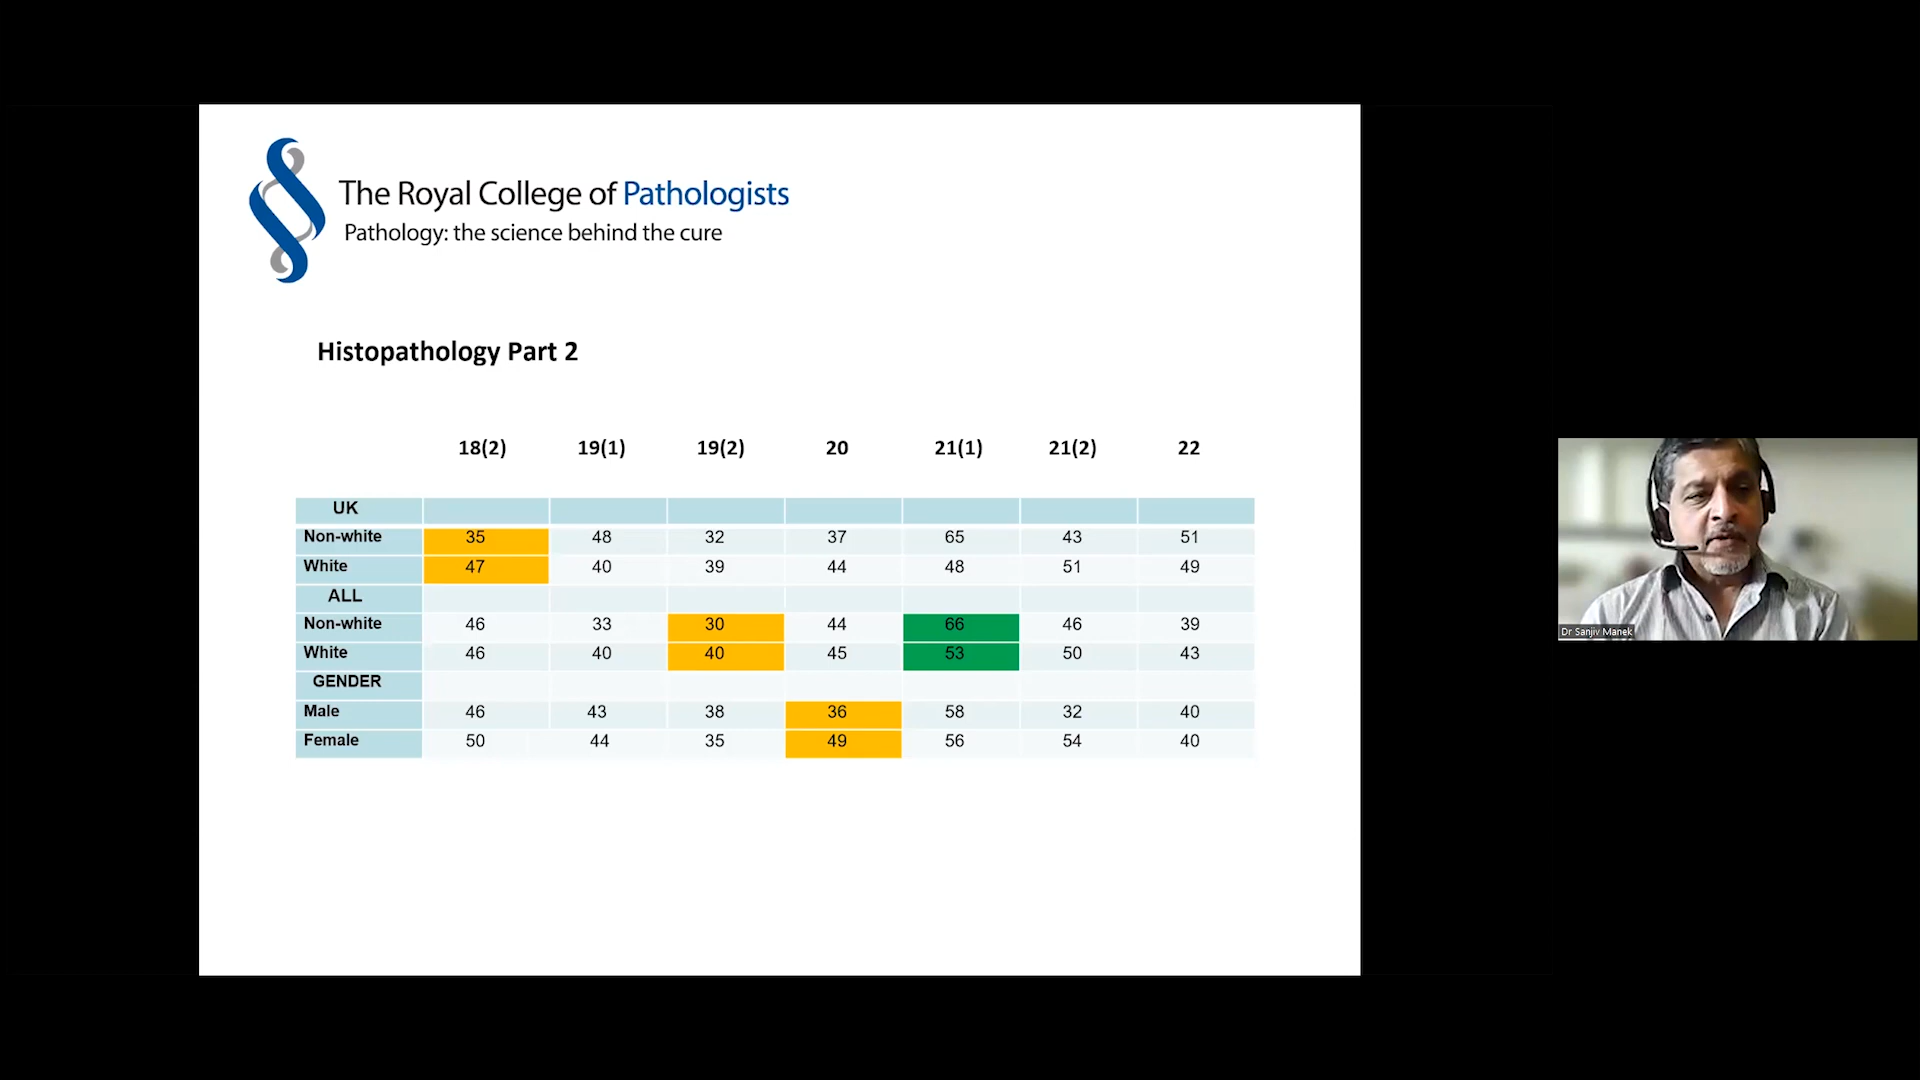 The Royal College of Pathologists
Pathology: the science behind the cure
Histopathology Part 2
18(2) 19(1) 19(2) 20 21(1) 21(2) 22
UK
Non-white 35 48 32 37 65 43 51
White 47 40 39 44 48 51 49
ALL
Non-white 46 33 30 44 66 46 39
White 46 40 40 45 53 50 43
GENDER
Male 46 43 38 36 58 32 40
Female 50 44 35 49 56 54 40
Dr Sanjiv Manek